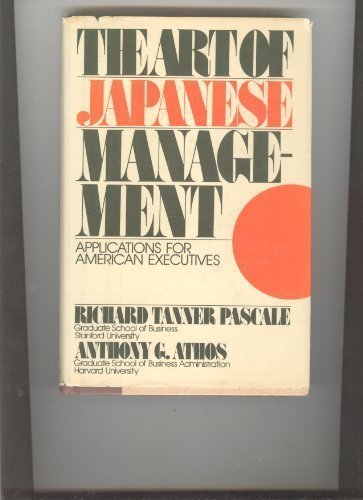 THE ART OF
JAPANESE
MANAGE-
MENT
APPLICATIONS FOR
AMERICAN EXECUTIVES
RICHARD TANNER PASCALE
Graduate School of Business
Stanford University
ANTHONY G. ATHOS
Graduate School of Business Administration
Harvard University